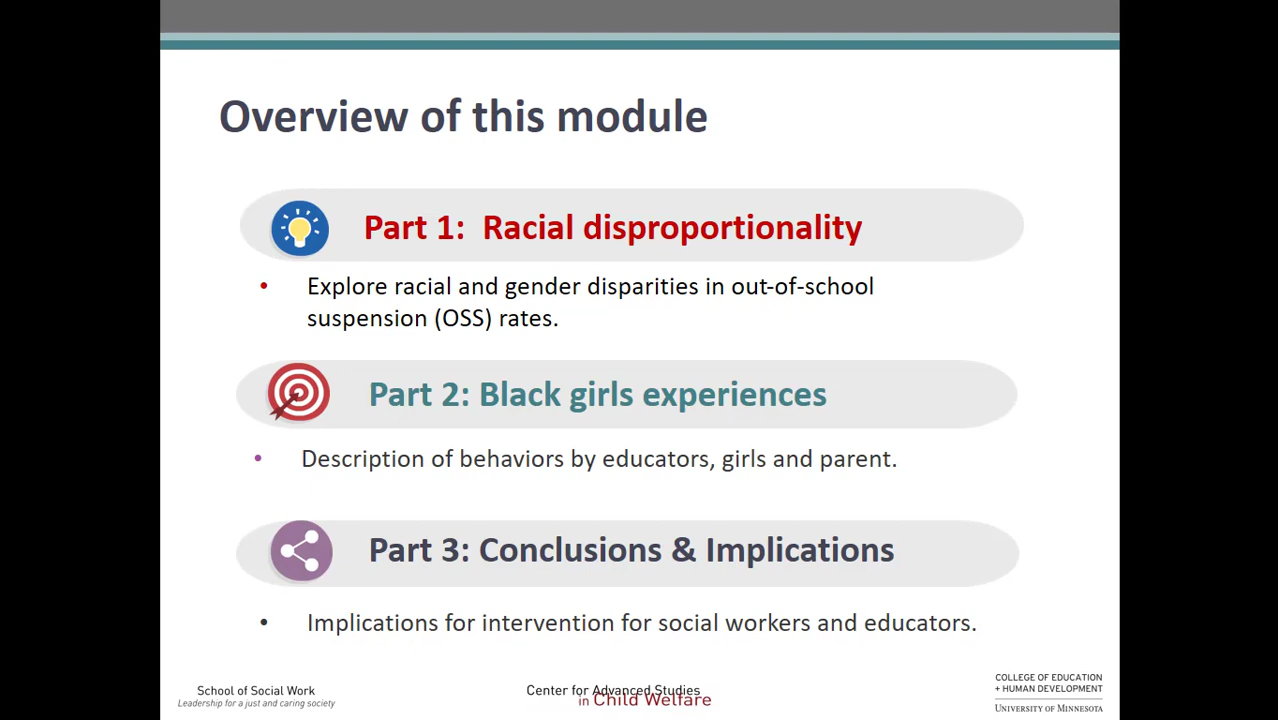 Overview of this module
Part 1: Racial disproportionality
• Explore racial and gender disparities in out-of-school
suspension (OSS) rates.
Part 2: Black girls experiences
• Description of behaviors by educators, girls and parent.
Part 3: Conclusions & Implications
• Implications for intervention for social workers and educators.
School of Social Work
Leadership for a just and caring society
Center for Advanced Studies
in Child Welfare
COLLEGE OF EDUCATION
+ HUMAN DEVELOPMENT
UNIVERSITY OF MINNESOTA